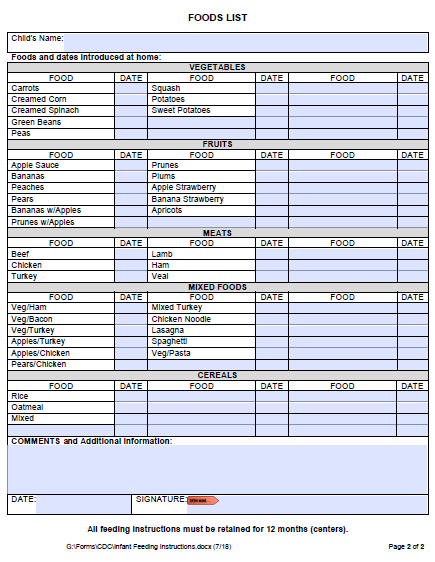 FOODS LIST
Child's Name:
Foods and dates introduced at home:
VEGETABLES
FOOD DATE FOOD DATE FOOD DATE
Carrots Squash
Creamed Corn Potatoes
Creamed Spinach Sweet Potatoes
Green Beans
Peas
FRUITS
FOOD DATE FOOD DATE FOOD DATE
Apple Sauce Prunes
Bananas Plums
Peaches Apple Strawberry
Pears Banana Strawberry
Bananas w/Apples Apricots
Prunes w/Apples
MEATS
FOOD DATE FOOD DATE FOOD DATE
Beef Lamb
Chicken Ham
Turkey Veal
MIXED FOODS
FOOD DATE FOOD DATE FOOD DATE
Veg/Ham Mixed Turkey
Veg/Bacon Chicken Noodle
Veg/Turkey Lasagna
Apples/Turkey Spaghetti
Apples/Chicken Veg/Pasta
Pears/Chicken
CEREALS
FOOD DATE FOOD DATE FOOD DATE
Rice
Oatmeal
Mixed
COMMENTS and Additional Information:
DATE: SIGNATURE:
All feeding instructions must be retained for 12 months (centers).
G:\Forms\CDC\Infant Feeding Instructions.docx (7/18) Page 2 of 2